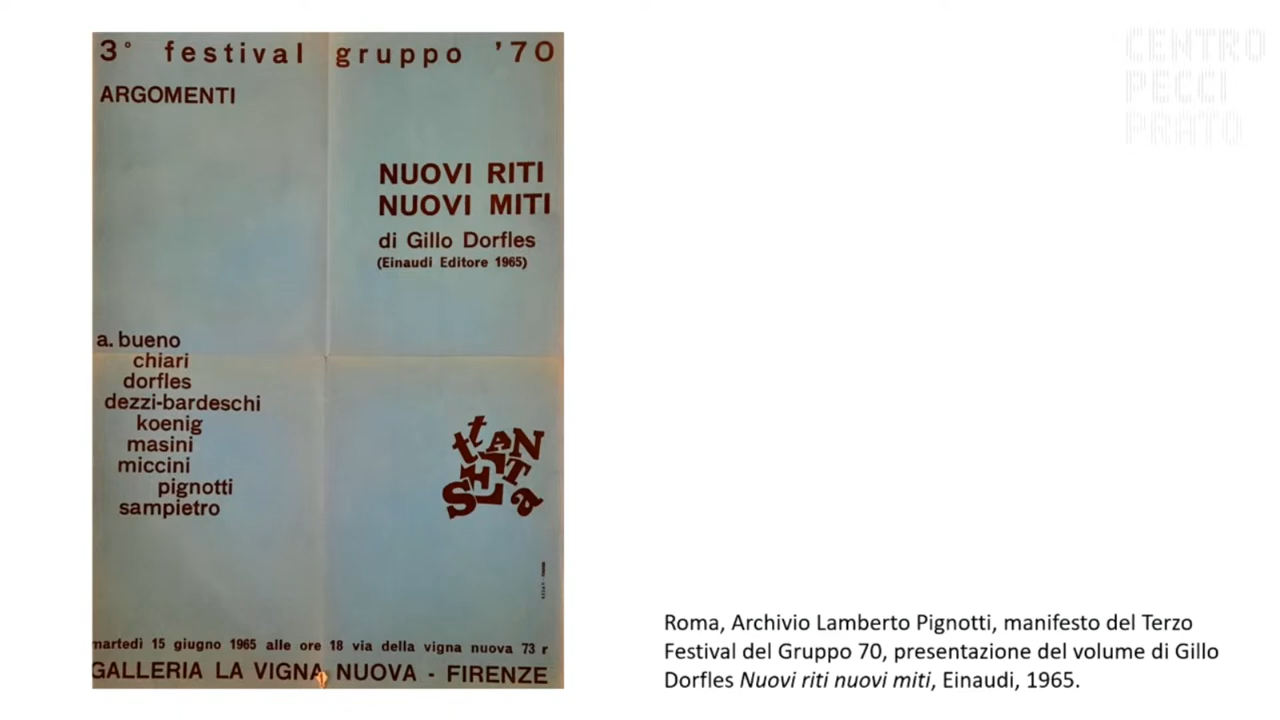 3° festival gruppo '70
ARGOMENTI
NUOVI RITI
NUOVI MITI
di Gillo Dorfles
(Einaudi Editore 1965)
a. bueno
chiari
dorfles
dezzi-bardeschi
koenig
masini
miccini
pignotti
sampietro
settanta
martedì 15 giugno 1965 alle ore 18 via della vigna nuova 73 r
GALLERIA LA VIGNA NUOVA - FIRENZE
CENTRO
PECCI
PRATO
Roma, Archivio Lamberto Pignotti, manifesto del Terzo
Festival del Gruppo 70, presentazione del volume di Gillo
Dorfles Nuovi riti nuovi miti, Einaudi, 1965.